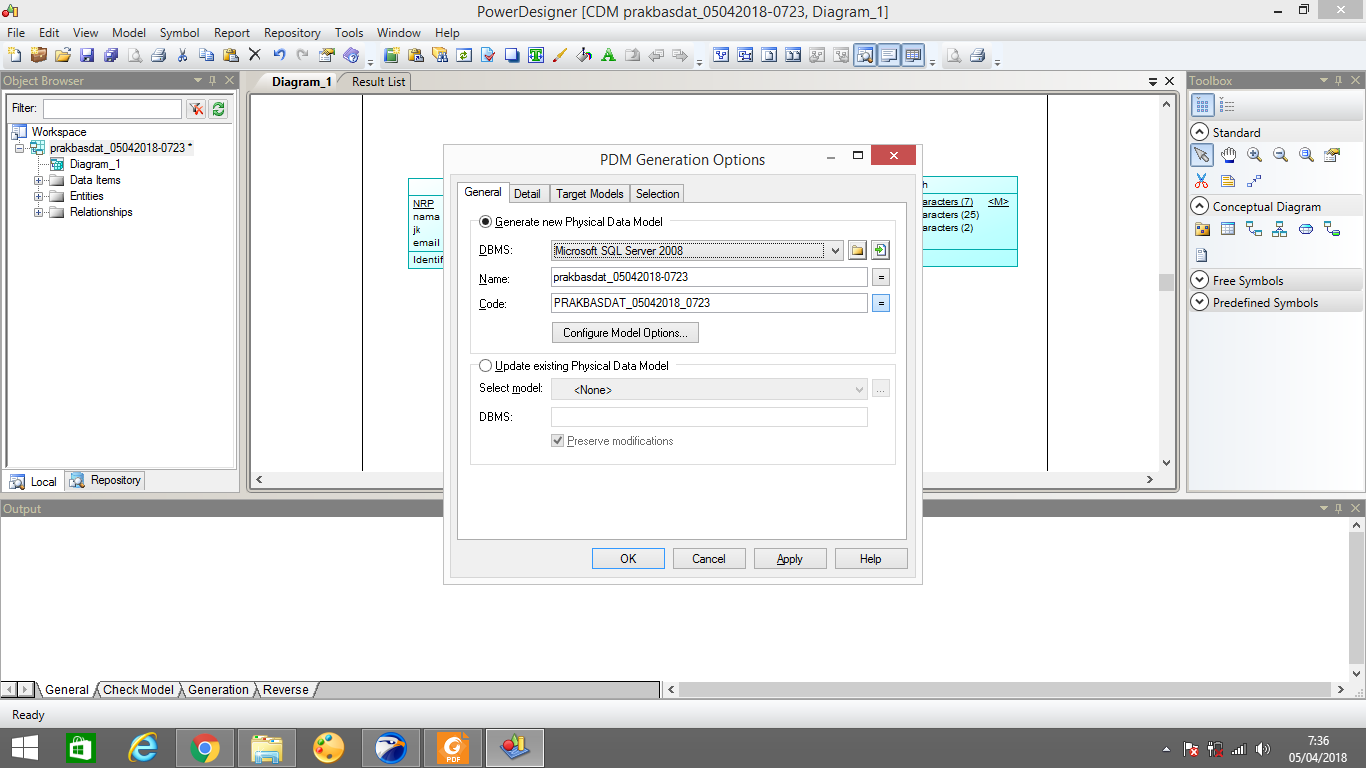 PowerDesigner [CDM prakbasdat_05042018-0723, Diagram_1]
File Edit View Model Symbol Report Repository Tools Window Help
Object Browser
Filter:
Workspace
prakbasdat_05042018-0723 *
Diagram_1
Data Items
Entities
Relationships
Local Repository
Diagram_1 Result List
NRP
nama
jk
email
Identif
h
aracters (7) <M>
aracters (25)
aracters (2)
PDM Generation Options
General Detail Target Models Selection
Generate new Physical Data Model
DBMS: Microsoft SQL Server 2008
Name: prakbasdat_05042018-0723 =
Code: PRAKBASDAT_05042018_0723 =
Configure Model Options...
Update existing Physical Data Model
Select model: <None> ...
DBMS:
Preserve modifications
OK Cancel Apply Help
Toolbox
Standard
Conceptual Diagram
Free Symbols
Predefined Symbols
Output
General Check Model Generation Reverse
Ready
PDF
7:36
05/04/2018